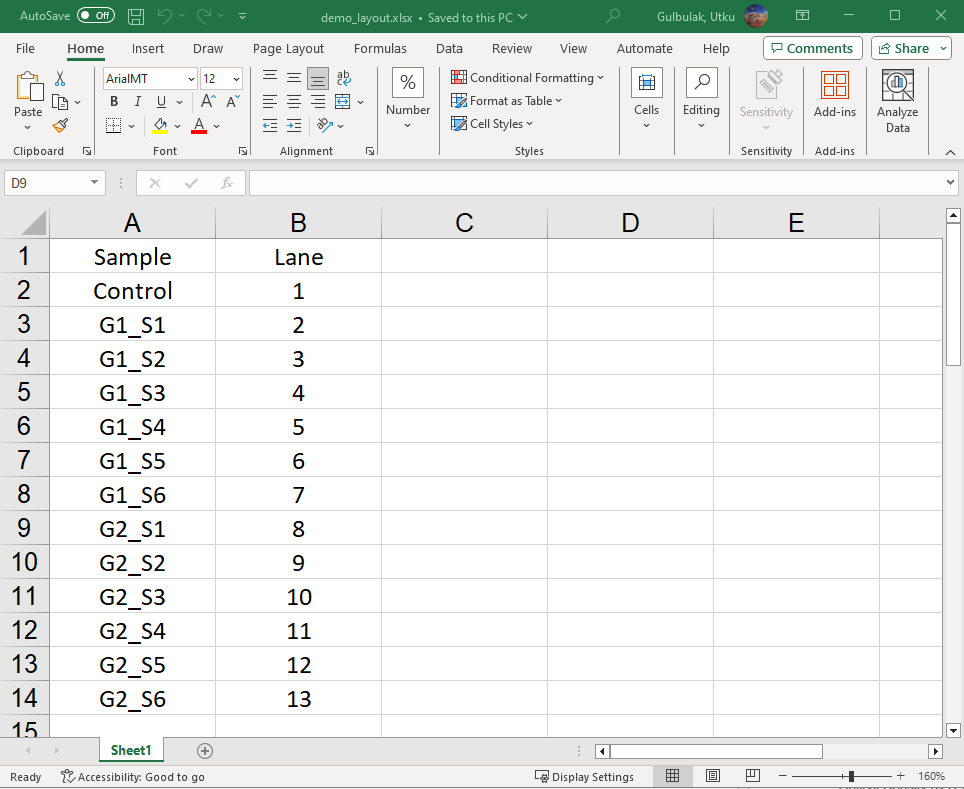 AutoSave Off demo_layout.xlsx • Saved to this PC Gulbulak, Utku
File Home Insert Draw Page Layout Formulas Data Review View Automate Help Comments Share
Paste
ArialMT 12
B I U A A
A
ab
%
Number
Conditional Formatting
Format as Table
Cell Styles
Cells
Editing
Sensitivity
Add-ins
Analyze
Data
Clipboard Font Alignment Styles Sensitivity Add-ins
D9 fx
A B C D E
1 Sample Lane
2 Control 1
3 G1_S1 2
4 G1_S2 3
5 G1_S3 4
6 G1_S4 5
7 G1_S5 6
8 G1_S6 7
9 G2_S1 8
10 G2_S2 9
11 G2_S3 10
12 G2_S4 11
13 G2_S5 12
14 G2_S6 13
15
Sheet1
Ready Accessibility: Good to go Display Settings 160%